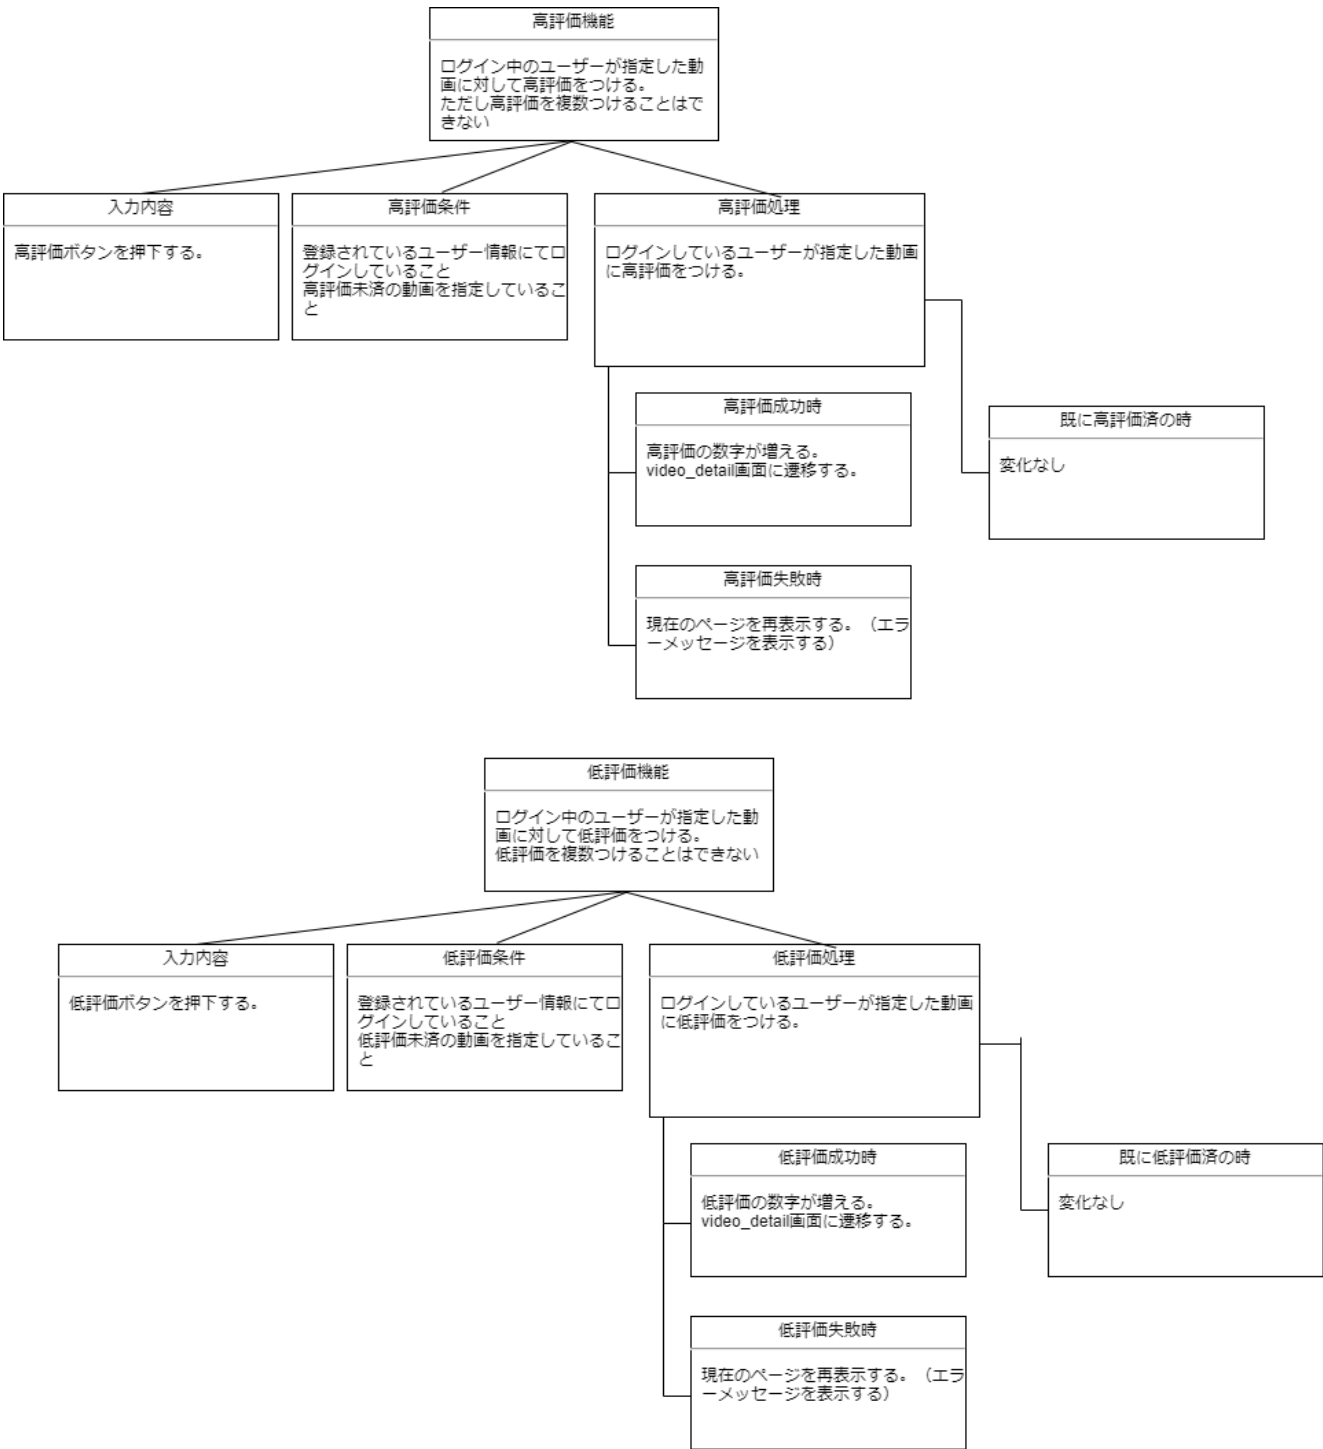 高評価機能
ログイン中のユーザーが指定した動
画に対して高評価をつける。
ただし高評価を複数つけることはで
きない
入力内容
高評価ボタンを押下する。
高評価条件
登録されているユーザー情報にてロ
グインしていること
高評価未済の動画を指定しているこ
と
高評価処理
ログインしているユーザーが指定した動画
に高評価をつける。
高評価成功時
高評価の数字が増える。
video_detail画面に遷移する。
既に高評価済の時
変化なし
高評価失敗時
現在のページを再表示する。（エラ
ーメッセージを表示する）
低評価機能
ログイン中のユーザーが指定した動
画に対して低評価をつける。
低評価を複数つけることはできない
入力内容
低評価ボタンを押下する。
低評価条件
登録されているユーザー情報にてロ
グインしていること
低評価未済の動画を指定しているこ
と
低評価処理
ログインしているユーザーが指定した動画
に低評価をつける。
低評価成功時
低評価の数字が増える。
video_detail画面に遷移する。
既に低評価済の時
変化なし
低評価失敗時
現在のページを再表示する。（エラ
ーメッセージを表示する）